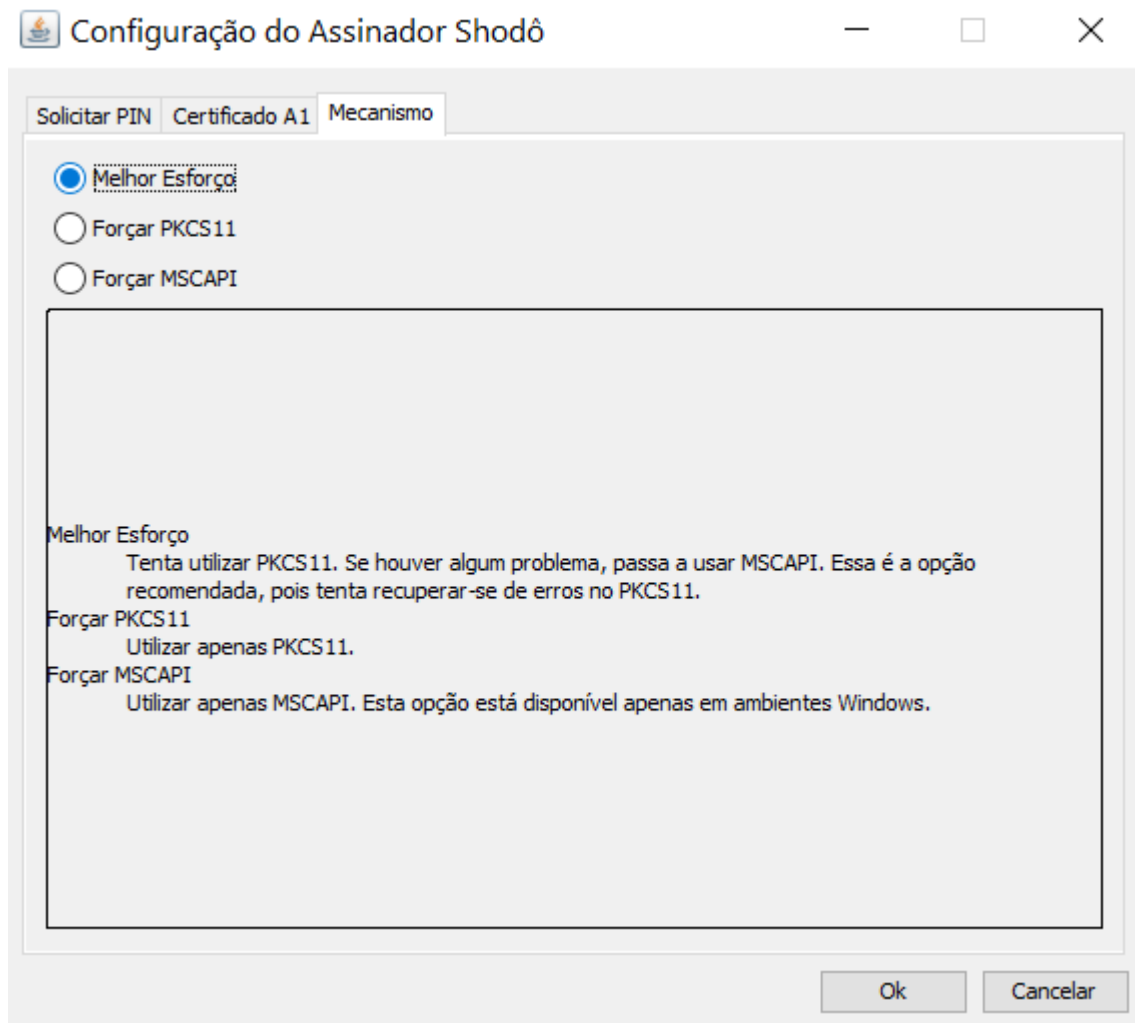 Configuração do Assinador Shodô
Solicitar PIN Certificado A1 Mecanismo
Melhor Esforço
Forçar PKCS11
Forçar MSCAPI
Melhor Esforço
Tenta utilizar PKCS11. Se houver algum problema, passa a usar MSCAPI. Essa é a opção
recomendada, pois tenta recuperar-se de erros no PKCS11.
Forçar PKCS11
Utilizar apenas PKCS11.
Forçar MSCAPI
Utilizar apenas MSCAPI. Esta opção está disponível apenas em ambientes Windows.
Ok Cancelar